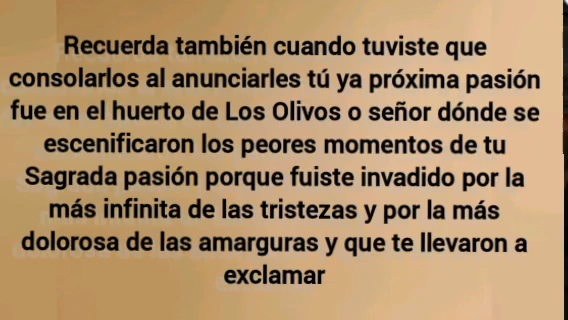 Recuerda también cuando tuviste que
consolarlos al anunciarles tú ya próxima pasión
fue en el huerto de Los Olivos o señor dónde se
escenificaron los peores momentos de tu
Sagrada pasión porque fuiste invadido por la
más infinita de las tristezas y por la más
dolorosa de las amarguras y que te llevaron a
exclamar